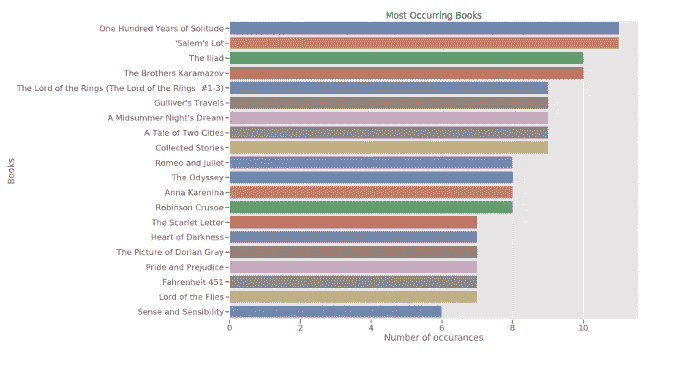 Most Occurring Books
One Hundred Years of Solitude
'Salem's Lot
The Iliad
The Brothers Karamazov
The Lord of the Rings (The Lord of the Rings #1-3)
Gulliver's Travels
A Midsummer Night's Dream
A Tale of Two Cities
Collected Stories
Romeo and Juliet
The Odyssey
Anna Karenina
Robinson Crusoe
The Scarlet Letter
Heart of Darkness
The Picture of Dorian Gray
Pride and Prejudice
Fahrenheit 451
Lord of the Flies
Sense and Sensibility
Books
0 2 4 6 8 10
Number of occurances